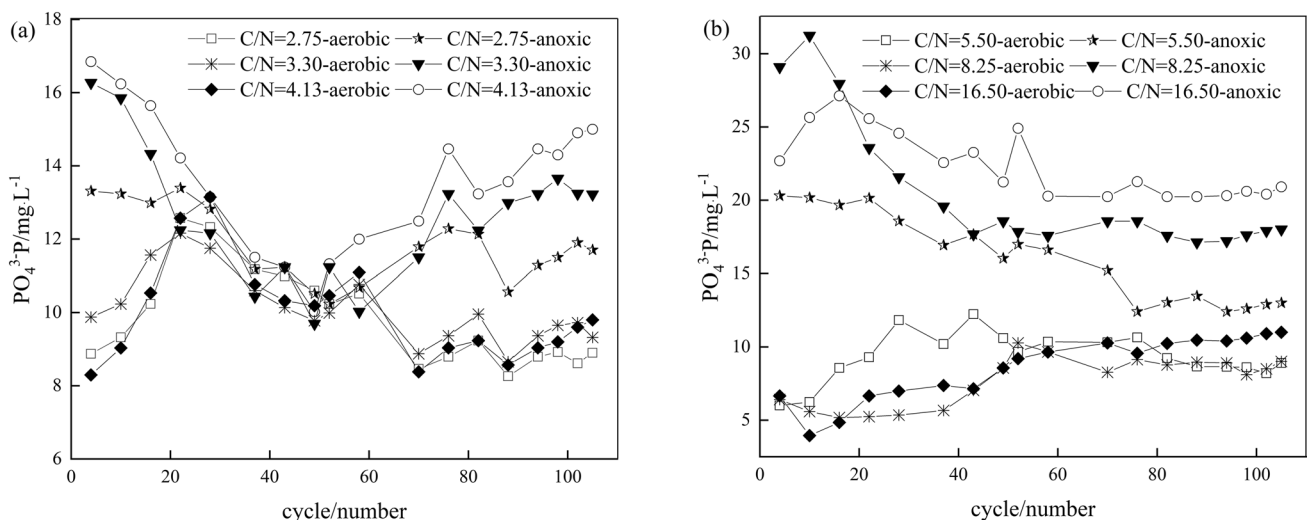 (a)
C/N=2.75-aerobic C/N=2.75-anoxic
C/N=3.30-aerobic C/N=3.30-anoxic
C/N=4.13-aerobic C/N=4.13-anoxic
18
16
14
12
10
8
6
PO₄³⁻P/mg·L⁻¹
0 20 40 60 80 100
cycle/number
(b)
C/N=5.50-aerobic C/N=5.50-anoxic
C/N=8.25-aerobic C/N=8.25-anoxic
C/N=16.50-aerobic C/N=16.50-anoxic
30
25
20
15
10
5
PO₄³⁻P/mg·L⁻¹
0 20 40 60 80 100
cycle/number